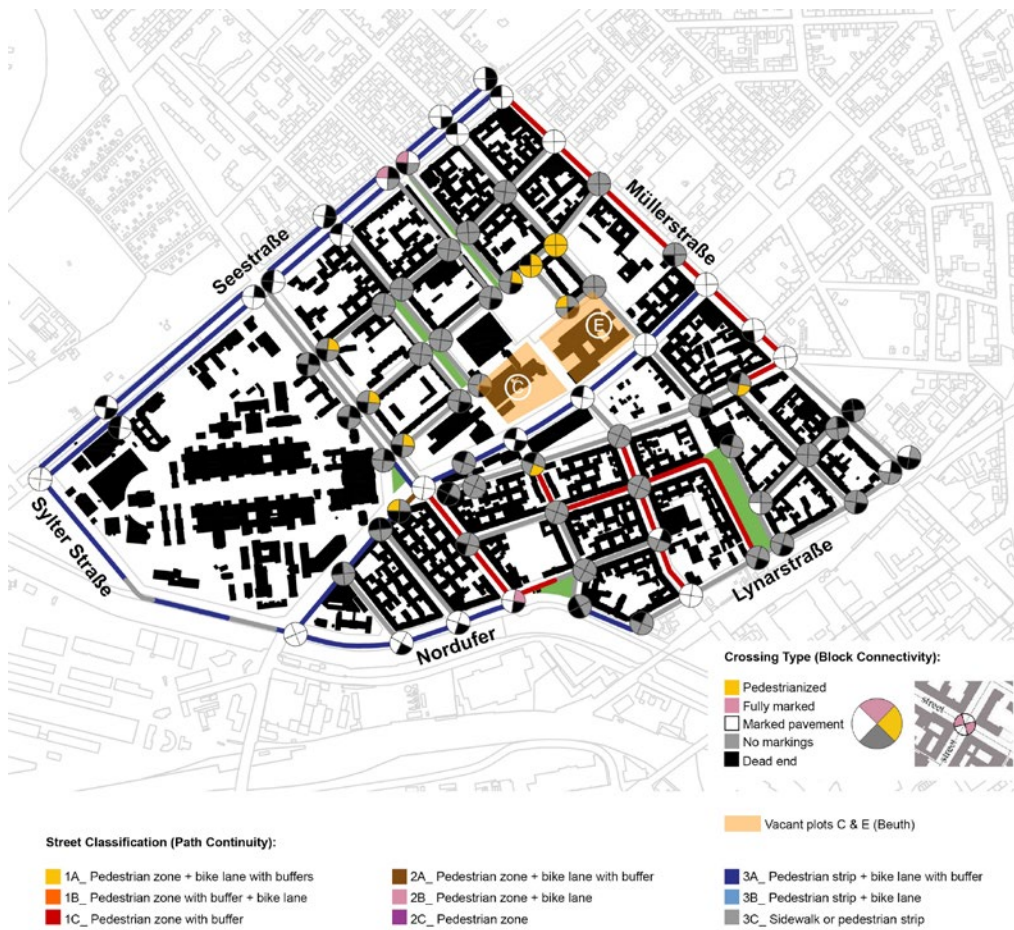 Seestraße
Müllerstraße
E
C
Sylter Straße
Lynarstraße
Nordufer
Crossing Type (Block Connectivity):
Pedestrianized
Fully marked
Marked pavement
No markings
Dead end
street
street
Vacant plots C & E (Beuth)
Street Classification (Path Continuity):
1A_ Pedestrian zone + bike lane with buffers
1B_ Pedestrian zone with buffer + bike lane
1C_ Pedestrian zone with buffer
2A_ Pedestrian zone + bike lane with buffer
2B_ Pedestrian zone + bike lane
2C_ Pedestrian zone
3A_ Pedestrian strip + bike lane with buffer
3B_ Pedestrian strip + bike lane
3C_ Sidewalk or pedestrian strip